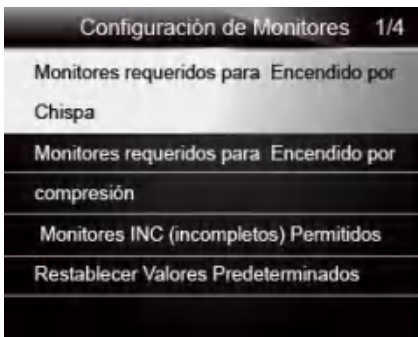 Configuración de Monitores 1/4
Monitores requeridos para Encendido por
Chispa
Monitores requeridos para Encendido por
compresión
Monitores INC (incompletos) Permitidos
Restablecer Valores Predeterminados